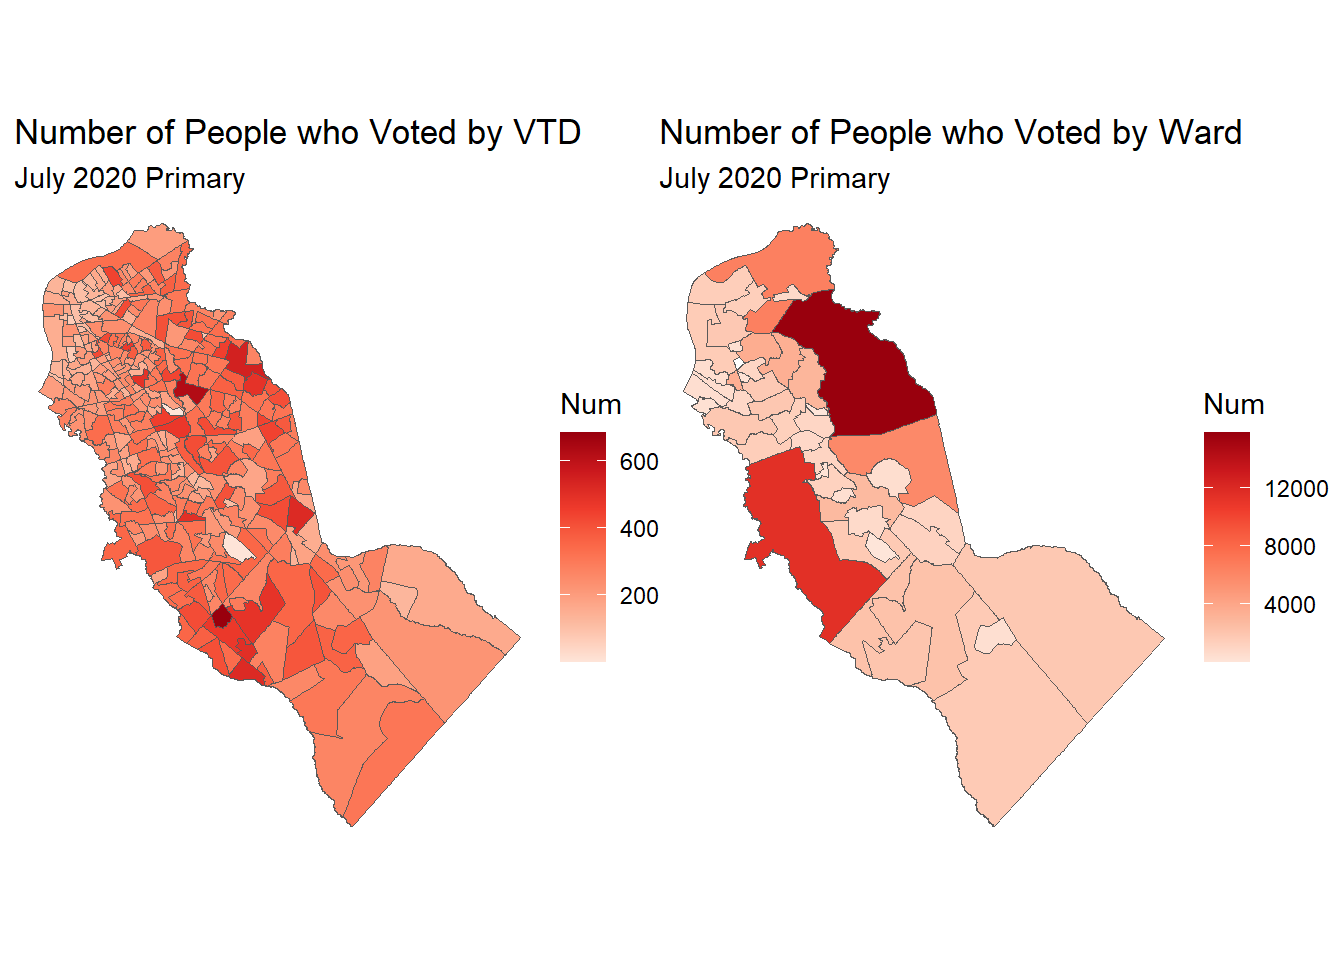 Number of People who Voted by VTD
July 2020 Primary
Num
600
400
200
Number of People who Voted by Ward
July 2020 Primary
Num
12000
8000
4000